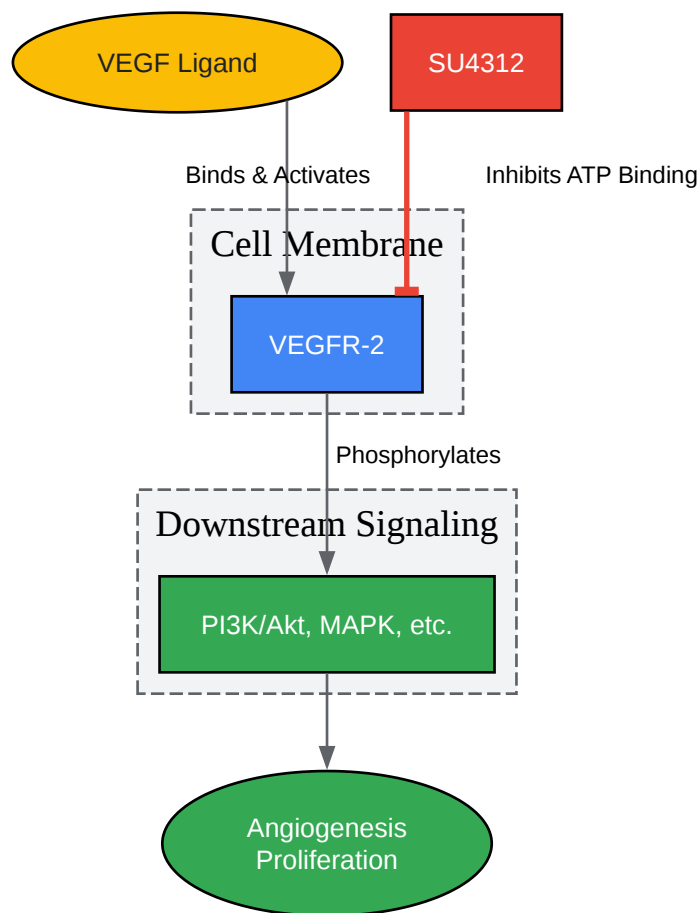 VEGF Ligand
SU4312
Binds & Activates
Inhibits ATP Binding
Cell Membrane
VEGFR-2
Phosphorylates
Downstream Signaling
PI3K/Akt, MAPK, etc.
Angiogenesis
Proliferation